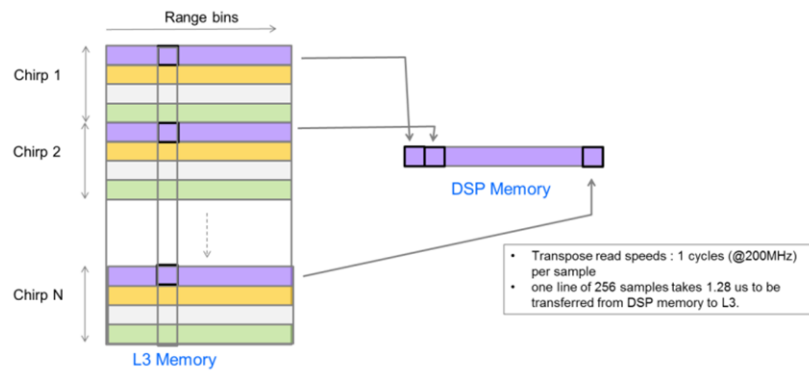 Range bins
Chirp 1
Chirp 2
DSP Memory
• Transpose read speeds : 1 cycles (@200MHz)
per sample
• one line of 256 samples takes 1.28 us to be
transferred from DSP memory to L3.
Chirp N
L3 Memory